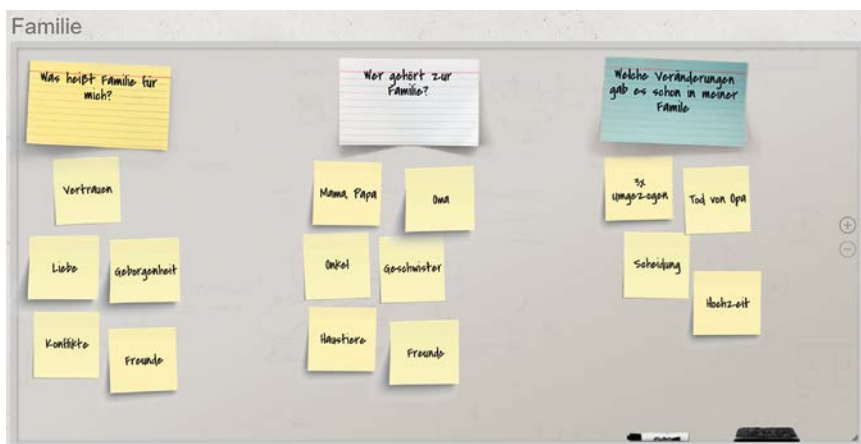 Familie
Was heißt Familie für
mich?
Vertrauen
Liebe
Geborgenheit
Konflikte
Freunde
Wer gehört zur
Familie?
Mama, Papa
Oma
Onkel
Geschwister
Haustiere
Freunde
Welche Veränderungen
gab es schon in meiner
Famile
3x
umgezogen
Tod von Opa
Scheidung
Hochzeit